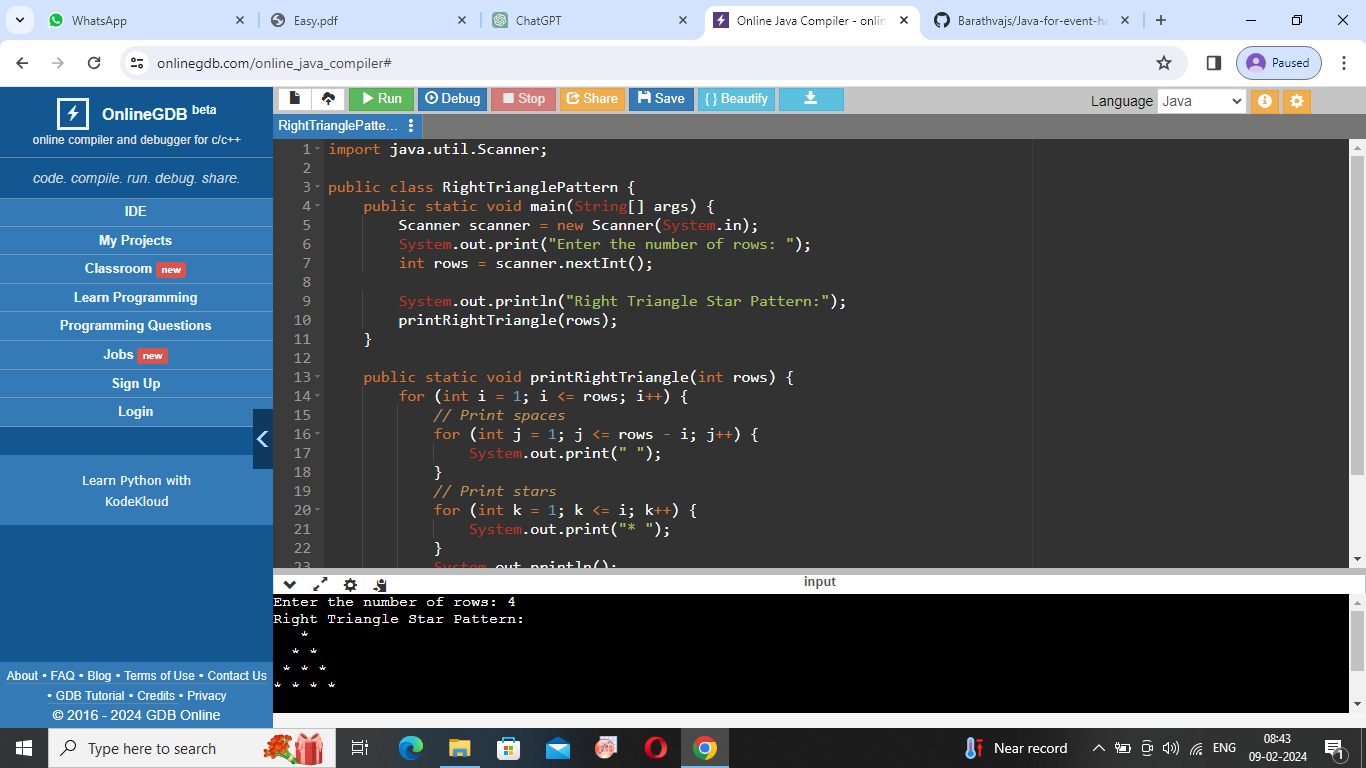 WhatsApp
Easy.pdf
ChatGPT
Online Java Compiler - onlin
Barathvajs/Java-for-event-ha
onlinegdb.com/online_java_compiler#
Paused
OnlineGDB beta
online compiler and debugger for c/c++
code. compile. run. debug. share.
IDE
My Projects
Classroom new
Learn Programming
Programming Questions
Jobs new
Sign Up
Login
Learn Python with
KodeKloud
About • FAQ • Blog • Terms of Use • Contact Us
• GDB Tutorial • Credits • Privacy
© 2016 - 2024 GDB Online
Run Debug Stop Share Save { } Beautify
Language Java
RightTrianglePatte...
1 import java.util.Scanner;
2
3 public class RightTrianglePattern {
4     public static void main(String[] args) {
5         Scanner scanner = new Scanner(System.in);
6         System.out.print("Enter the number of rows: ");
7         int rows = scanner.nextInt();
8
9         System.out.println("Right Triangle Star Pattern:");
10         printRightTriangle(rows);
11     }
12
13     public static void printRightTriangle(int rows) {
14         for (int i = 1; i <= rows; i++) {
15             // Print spaces
16             for (int j = 1; j <= rows - i; j++) {
17                 System.out.print(" ");
18             }
19             // Print stars
20             for (int k = 1; k <= i; k++) {
21                 System.out.print("* ");
22             }
23             System.out.println();
input
Enter the number of rows: 4
Right Triangle Star Pattern:
   *
  * *
 * * *
* * * *
Type here to search
Near record
ENG
08:43
09-02-2024
1